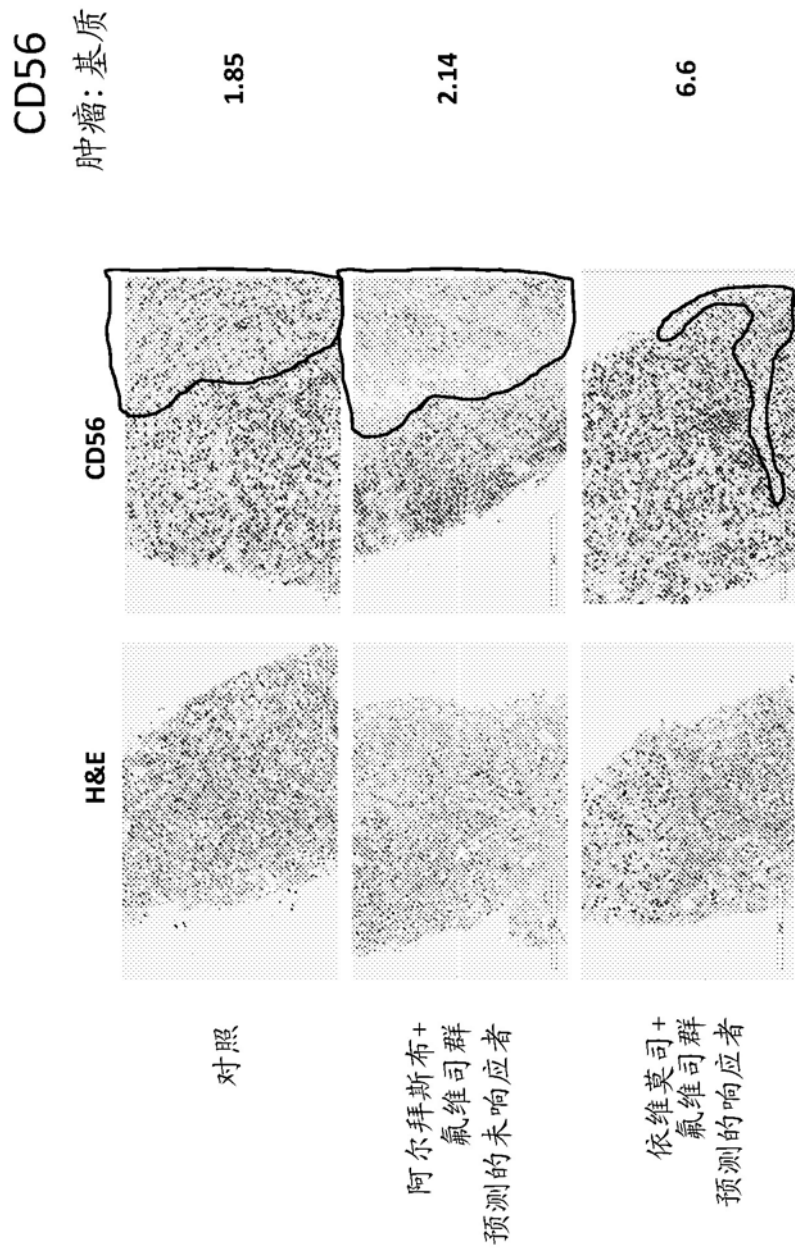 CD56
肿瘤：基质
H&E
CD56
对照
1.85
阿尔拜斯布+
氟维司群
预测的未响应者
2.14
依维莫司+
氟维司群
预测的响应者
6.6